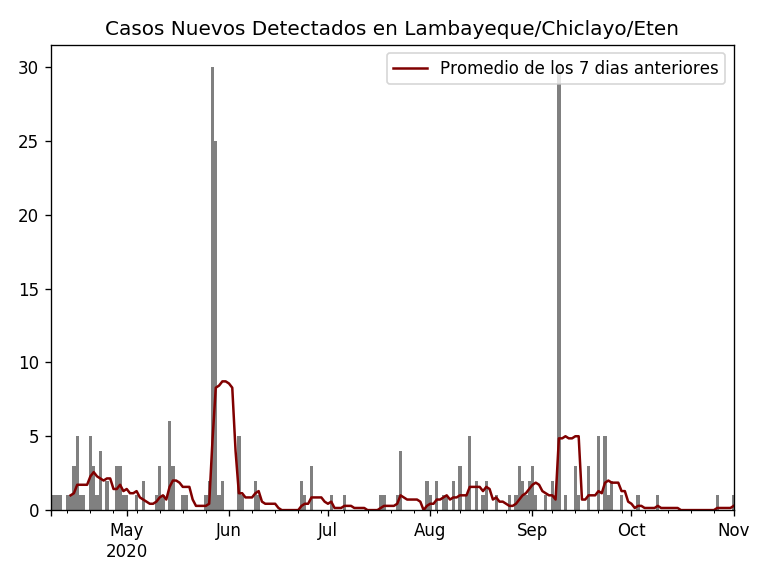 Casos Nuevos Detectados en Lambayeque/Chiclayo/Eten
Promedio de los 7 dias anteriores
30
25
20
15
10
5
0
May Jun Jul Aug Sep Oct Nov
2020